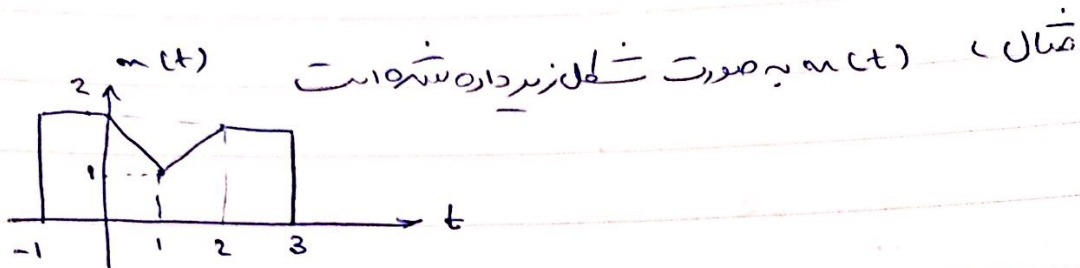 مثال، m(t) به صورت شکل زیر داده شده است
m(t)
2
1
t
-1 1 2 3